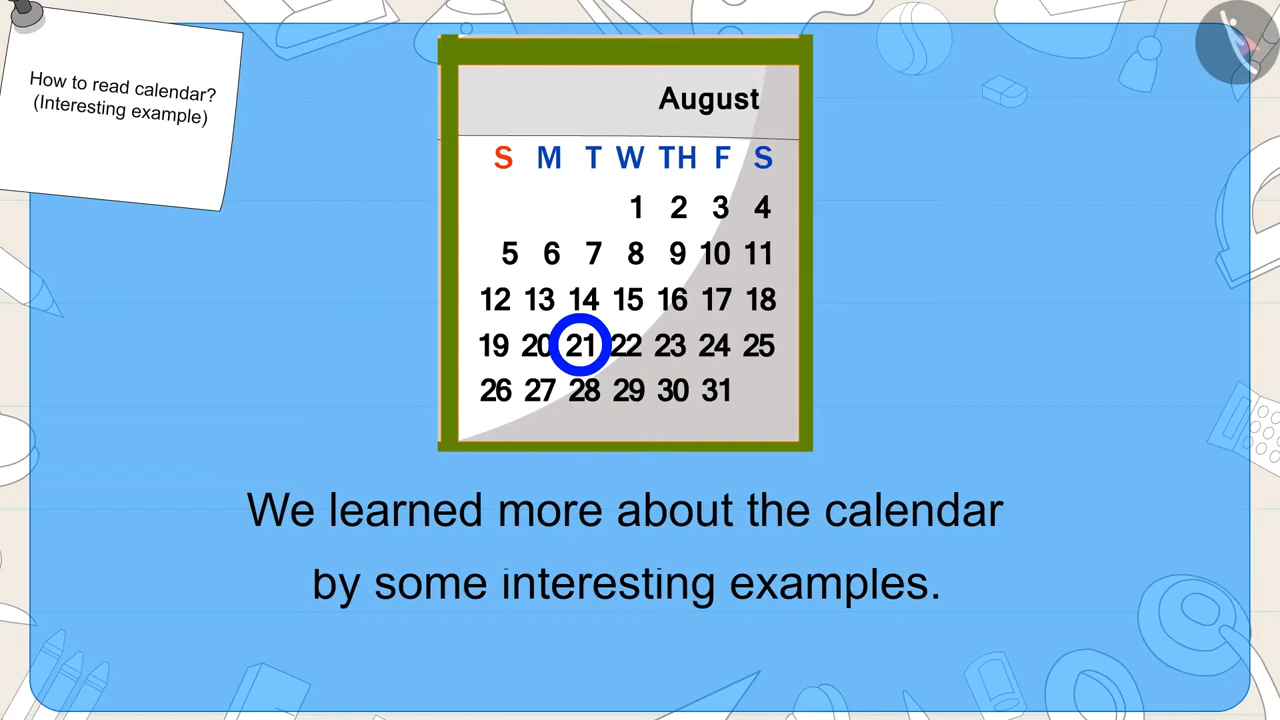 How to read calendar?
(Interesting example)
August
S M T W TH F S
1 2 3 4
5 6 7 8 9 10 11
12 13 14 15 16 17 18
19 20 21 22 23 24 25
26 27 28 29 30 31
We learned more about the calendar
by some interesting examples.